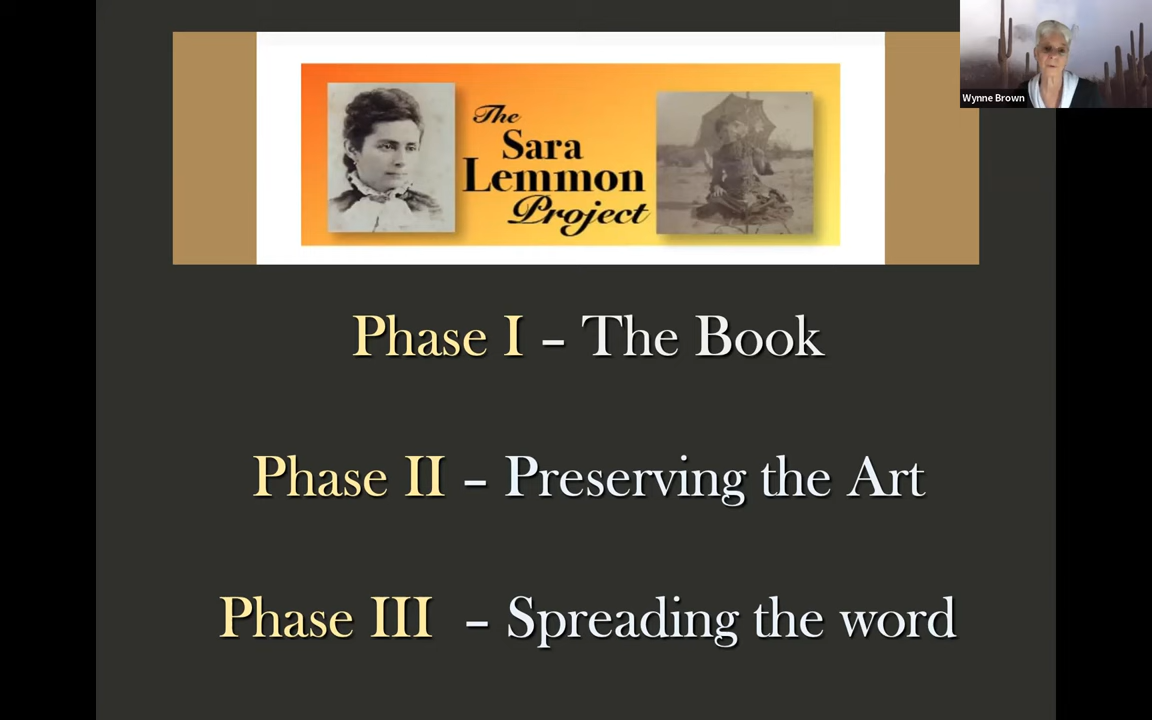 The
Sara
Lemmon
Project
Wynne Brown
Phase I – The Book
Phase II – Preserving the Art
Phase III – Spreading the word